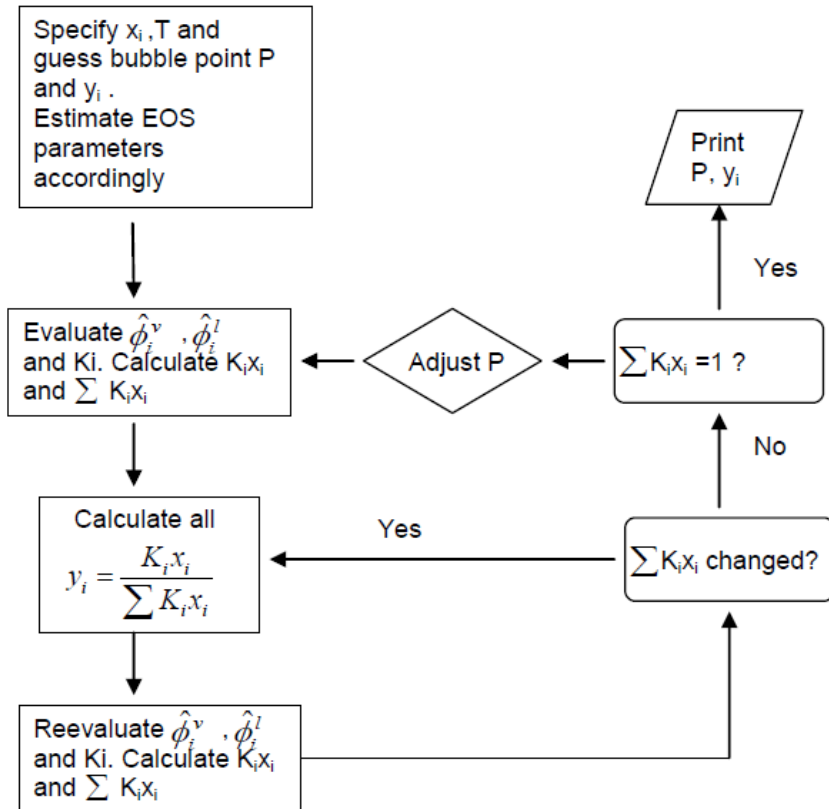 Specify xᵢ ,T and
guess bubble point P
and yᵢ .
Estimate EOS
parameters
accordingly
Evaluate φ̂ᵢᵛ , φ̂ᵢˡ
and Ki. Calculate Kᵢxᵢ
and ∑ Kᵢxᵢ
Calculate all
yᵢ = Kᵢxᵢ / ∑ Kᵢxᵢ
Reevaluate φ̂ᵢᵛ , φ̂ᵢˡ
and Ki. Calculate Kᵢxᵢ
and ∑ Kᵢxᵢ
Yes
∑Kᵢxᵢ changed?
No
∑Kᵢxᵢ =1 ?
Adjust P
Yes
Print
P, yᵢ